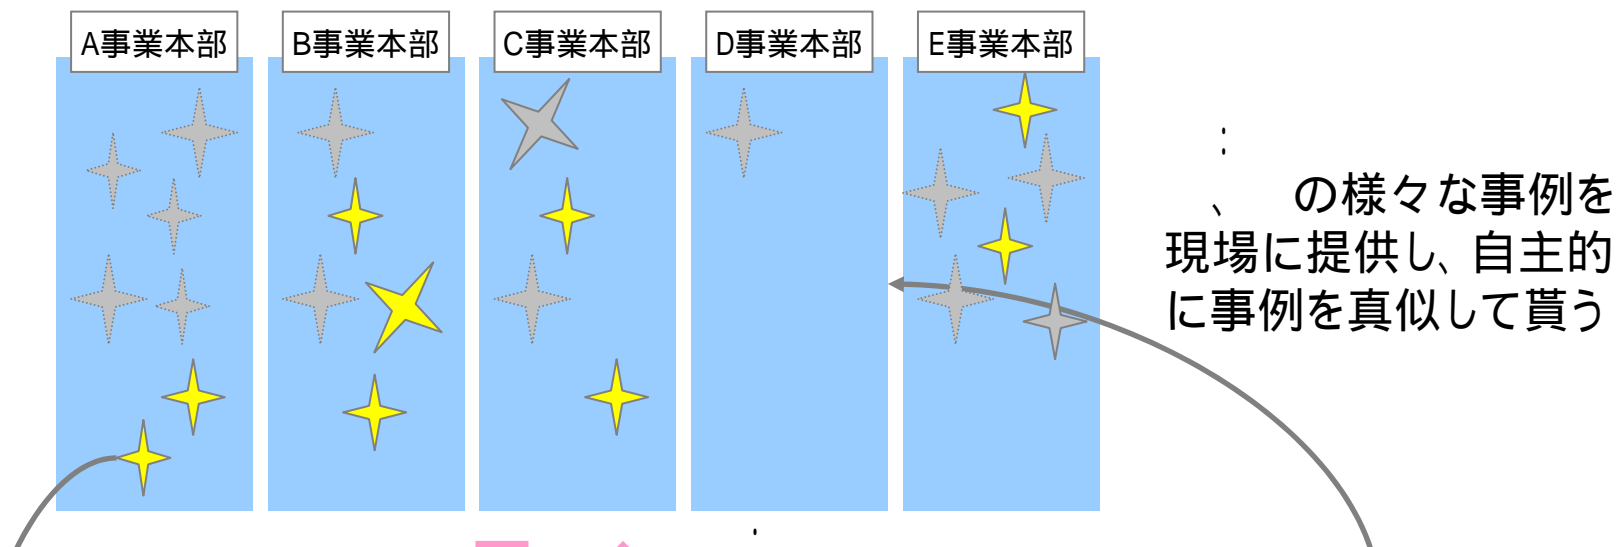 A事業本部
B事業本部
C事業本部
D事業本部
E事業本部
、 の様々な事例を
現場に提供し、自主的
に事例を真似して貰う